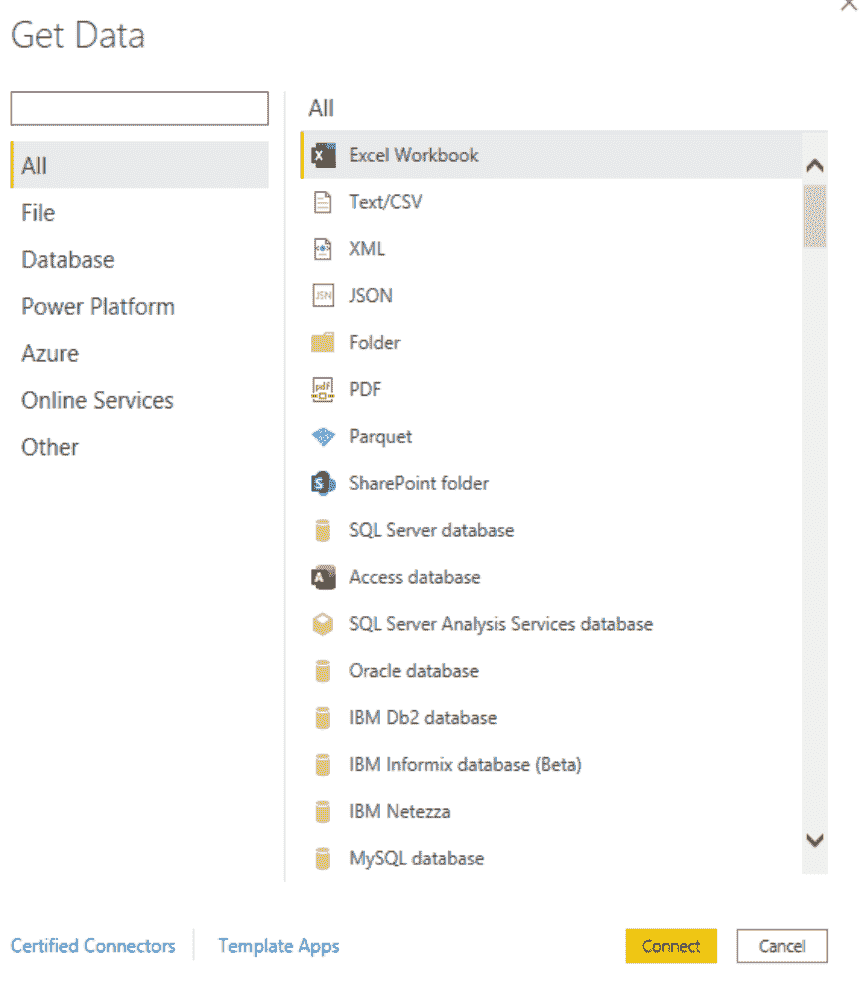 Get Data
All
File
Database
Power Platform
Azure
Online Services
Other
All
Excel Workbook
Text/CSV
XML
JSON
Folder
PDF
Parquet
SharePoint folder
SQL Server database
Access database
SQL Server Analysis Services database
Oracle database
IBM Db2 database
IBM Informix database (Beta)
IBM Netezza
MySQL database
Certified Connectors
Template Apps
Connect
Cancel